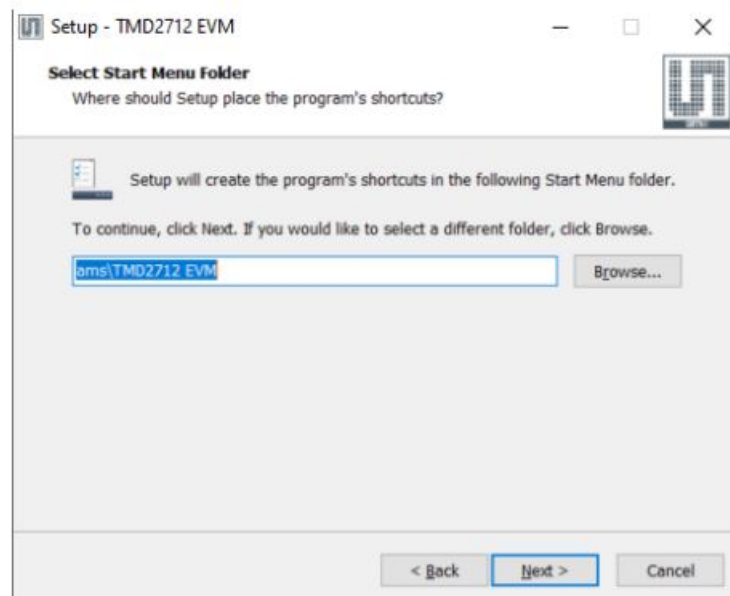 Setup - TMD2712 EVM
Select Start Menu Folder
Where should Setup place the program's shortcuts?
Setup will create the program's shortcuts in the following Start Menu folder.
To continue, click Next. If you would like to select a different folder, click Browse.
ams\TMD2712 EVM
Browse...
< Back
Next >
Cancel